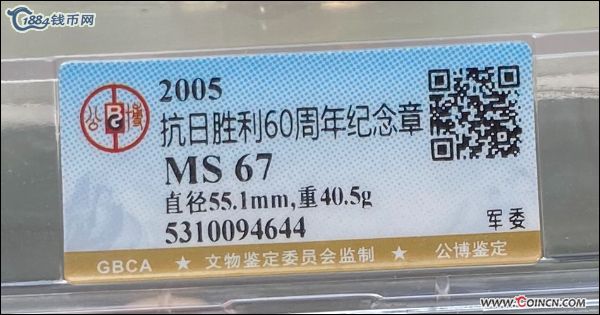 1884钱币网
2005
抗日胜利60周年纪念章
MS 67
直径55.1mm,重40.5g
5310094644
军委
公博
GBCA ★ 文物鉴定委员会监制 ★ 公博鉴定
www.COINCN.com